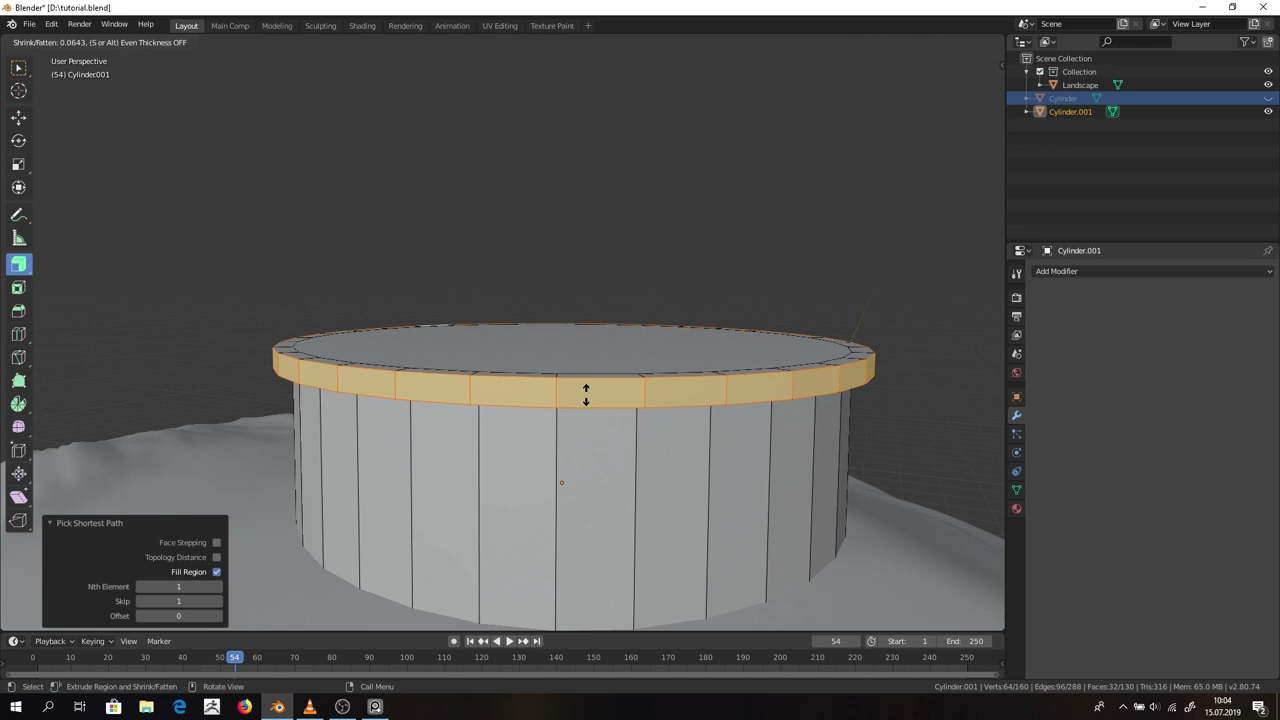 Blender* [D:\tutorial.blend]
File Edit Render Window Help Layout Main Comp Modeling Sculpting Shading Rendering Animation UV Editing Texture Paint + Scene View Layer
Shrink/Fatten: 0.0643, (S or Alt) Even Thickness OFF
User Perspective
(54) Cylinder.001
Scene Collection
Collection
Landscape
Cylinder
Cylinder.001
Cylinder.001
Add Modifier
Pick Shortest Path
Face Stepping
Topology Distance
Fill Region
Nth Element 1
Skip 1
Offset 0
Playback Keying View Marker 54 Start: 1 End: 250
0 10 20 30 40 50 54 60 70 80 90 100 110 120 130 140 150 160 170 180 190 200 210 220 230 240 250
Select Extrude Region and Shrink/Fatten Rotate View Call Menu Cylinder.001 | Verts:64/160 | Edges:96/288 | Faces:32/130 | Tris:316 | Mem: 65.0 MB | v2.80.74
10:04
15.07.2019
2